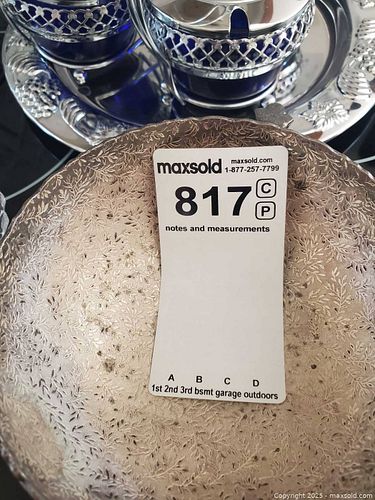 maxsold
maxsold.com
1-877-257-7799
817
C
P
notes and measurements
A B C D
1st 2nd 3rd bsmt garage outdoors
Copyright 2025 - maxsold.com